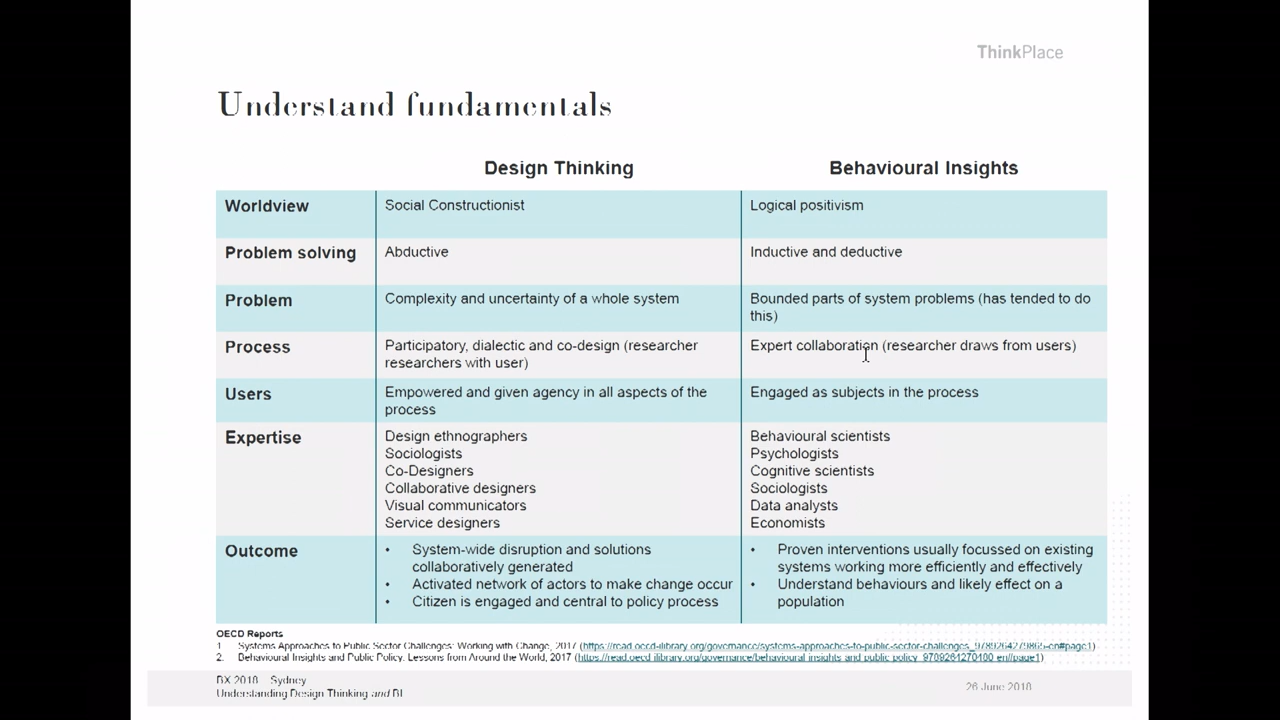 ThinkPlace
Understand fundamentals
Design Thinking
Behavioural Insights
Worldview
Social Constructionist
Logical positivism
Problem solving
Abductive
Inductive and deductive
Problem
Complexity and uncertainty of a whole system
Bounded parts of system problems (has tended to do
this)
Process
Participatory, dialectic and co-design (researcher
researchers with user)
Expert collaboration (researcher draws from users)
Users
Empowered and given agency in all aspects of the
process
Engaged as subjects in the process
Expertise
Design ethnographers
Sociologists
Co-Designers
Collaborative designers
Visual communicators
Service designers
Behavioural scientists
Psychologists
Cognitive scientists
Sociologists
Data analysts
Economists
Outcome
• System-wide disruption and solutions
collaboratively generated
• Activated network of actors to make change occur
• Citizen is engaged and central to policy process
• Proven interventions usually focussed on existing
systems working more efficiently and effectively
• Understand behaviours and likely effect on a
population
OECD Reports
1. Systems Approaches to Public Sector Challenges: Working with Change, 2017
2. Behavioural Insights and Public Policy: Lessons from Around the World, 2017
BX 2018 – Sydney
Understanding Design Thinking and BI
26 June 2018